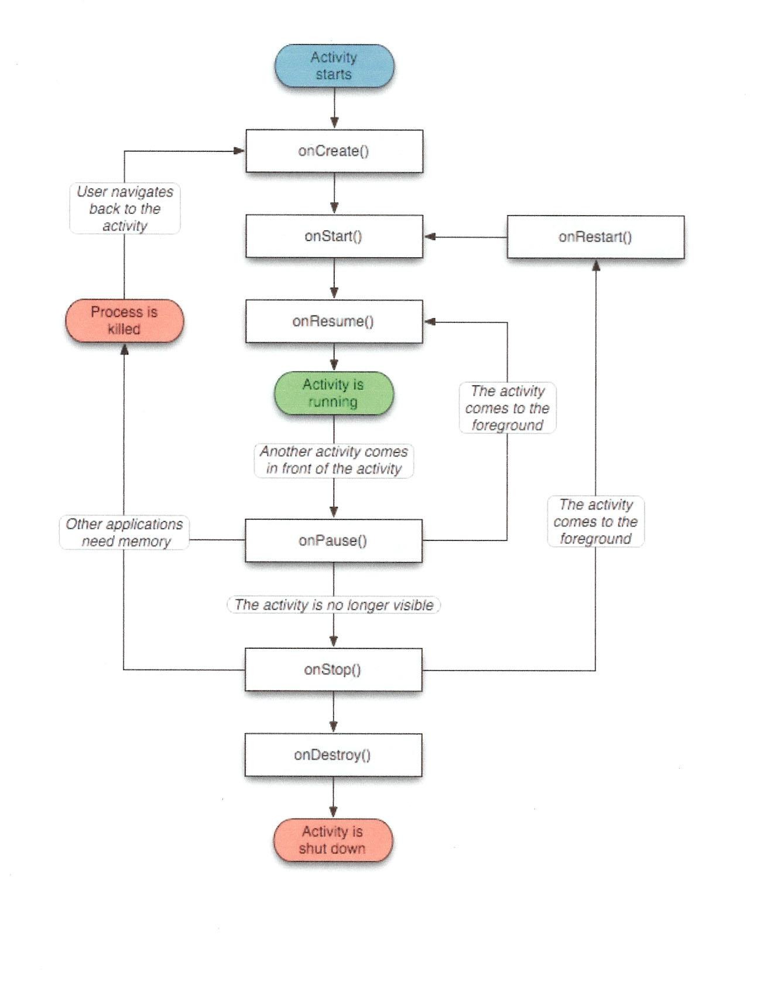 Activity
starts
onCreate()
User navigates
back to the
activity
onStart()
onRestart()
Process is
killed
onResume()
Activity is
running
The activity
comes to the
foreground
Another activity comes
in front of the activity
The activity
comes to the
foreground
Other applications
need memory
onPause()
The activity is no longer visible
onStop()
onDestroy()
Activity is
shut down